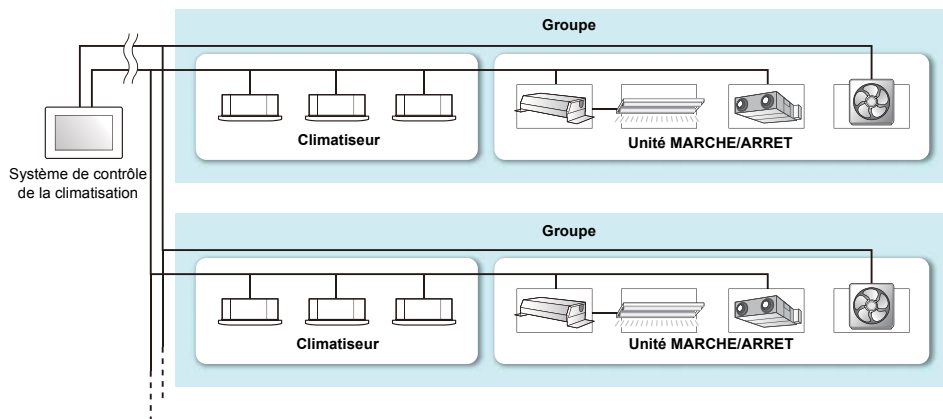 Groupe
Climatiseur
Unité MARCHE/ARRET
Système de contrôle
de la climatisation
Groupe
Climatiseur
Unité MARCHE/ARRET